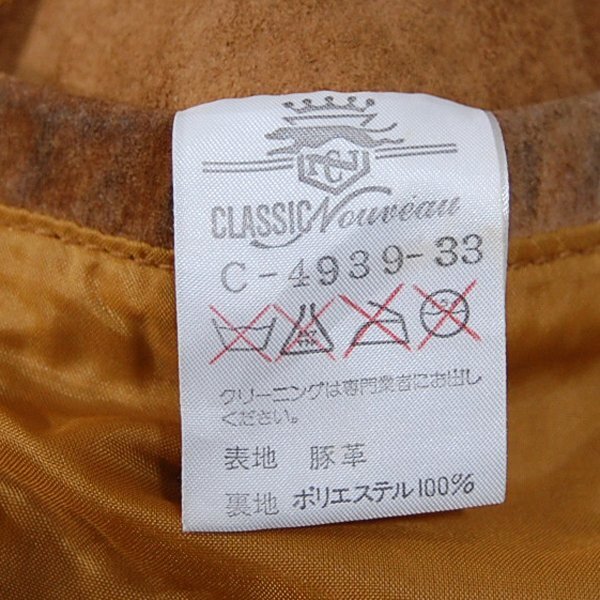 CLASSIC Nouveau
C-4939-33
クリーニングは専門業者にお出し
ください。
表地 豚革
裏地 ポリエステル100%